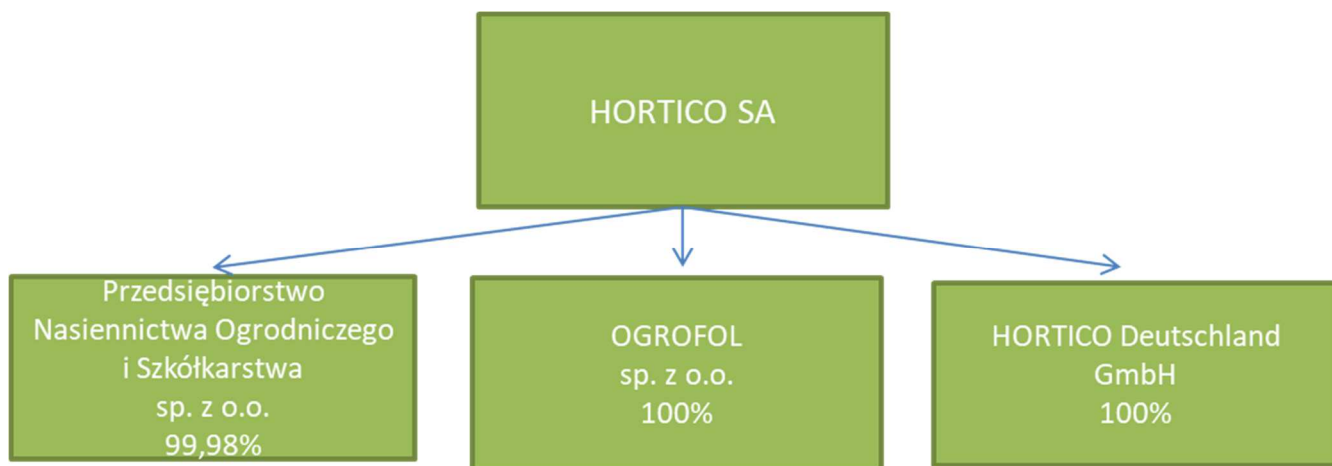 HORTICO SA
Przedsiębiorstwo
Nasiennictwa Ogrodniczego
i Szkółkarstwa
sp. z o.o.
99,98%
OGROFOL
sp. z o.o.
100%
HORTICO Deutschland
GmbH
100%